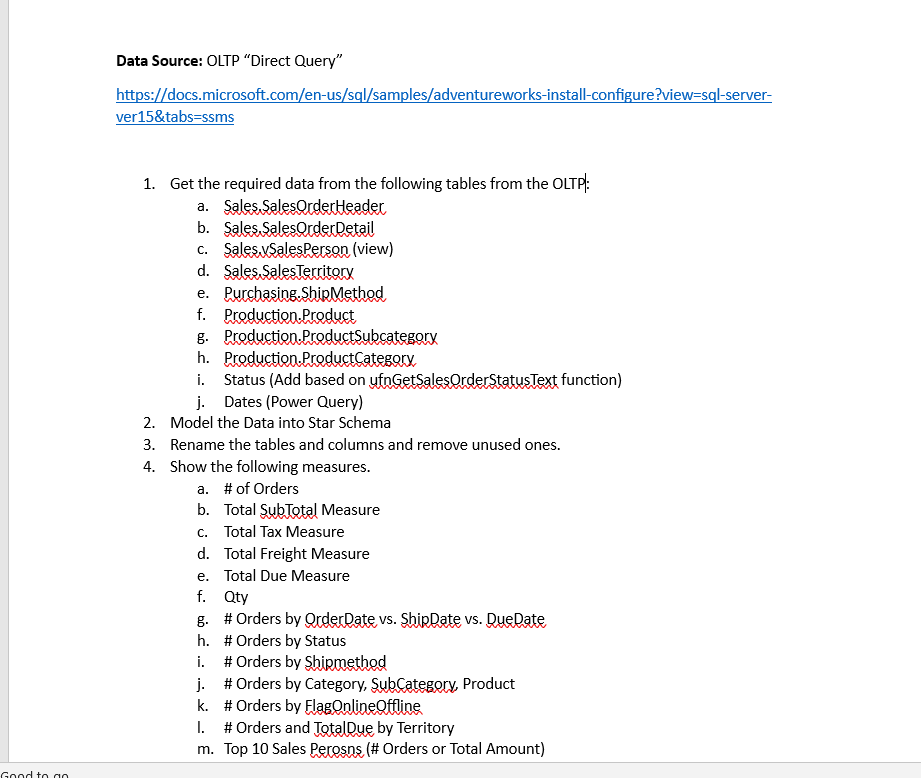 Data Source: OLTP “Direct Query”
https://docs.microsoft.com/en-us/sql/samples/adventureworks-install-configure?view=sql-server-
ver15&tabs=ssms
1. Get the required data from the following tables from the OLTP:
a. Sales.SalesOrderHeader
b. Sales.SalesOrderDetail
c. Sales.vSalesPerson (view)
d. Sales.SalesTerritory
e. Purchasing.ShipMethod
f. Production.Product
g. Production.ProductSubcategory
h. Production.ProductCategory
i. Status (Add based on ufnGetSalesOrderStatusText function)
j. Dates (Power Query)
2. Model the Data into Star Schema
3. Rename the tables and columns and remove unused ones.
4. Show the following measures.
a. # of Orders
b. Total SubTotal Measure
c. Total Tax Measure
d. Total Freight Measure
e. Total Due Measure
f. Qty
g. # Orders by OrderDate vs. ShipDate vs. DueDate
h. # Orders by Status
i. # Orders by Shipmethod
j. # Orders by Category, SubCategory, Product
k. # Orders by FlagOnlineOffline
l. # Orders and TotalDue by Territory
m. Top 10 Sales Perosns (# Orders or Total Amount)
Good to go